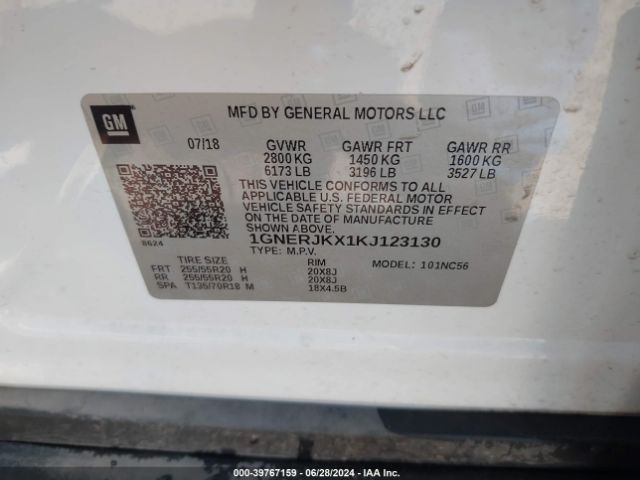 GM
MFD BY GENERAL MOTORS LLC
07/18 GVWR GAWR FRT GAWR RR
2800 KG 1450 KG 1600 KG
6173 LB 3196 LB 3527 LB
THIS VEHICLE CONFORMS TO ALL
APPLICABLE U.S. FEDERAL MOTOR
VEHICLE SAFETY STANDARDS IN EFFECT
ON THE DATE OF MANUFACTURE
SHOWN ABOVE.
8624 1GNERJKX1KJ123130
TYPE: M.P.V. MODEL: 101NC56
TIRE SIZE RIM
FRT 255/55R20 H 20X8J
RR 255/55R20 H 20X8J
SPA T135/70R18 M 18X4.5B
000-39767159 - 06/28/2024 - IAA Inc.